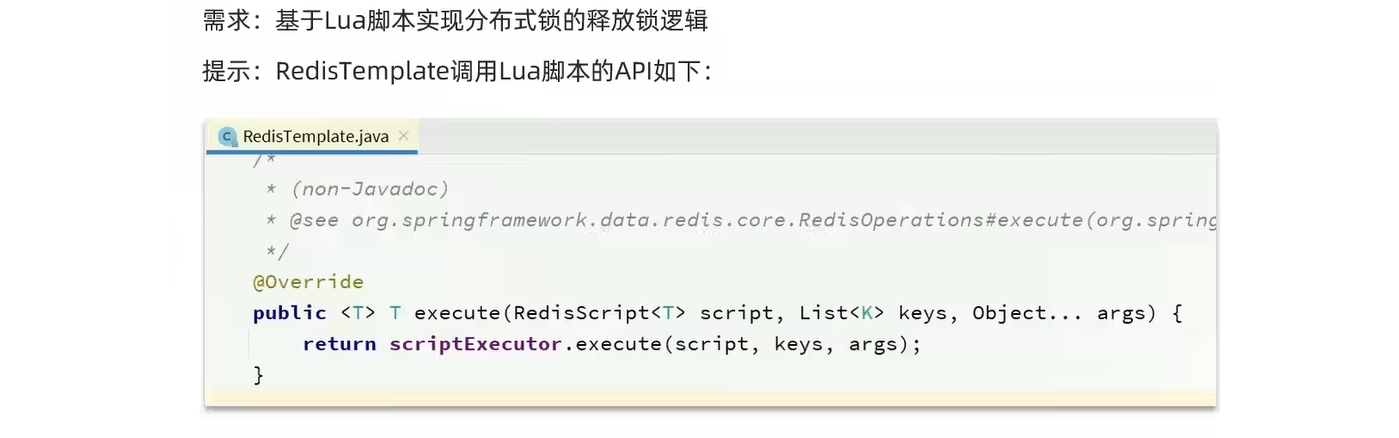 需求：基于Lua脚本实现分布式锁的释放锁逻辑
提示：RedisTemplate调用Lua脚本的API如下：
RedisTemplate.java
/*
* (non-Javadoc)
* @see org.springframework.data.redis.core.RedisOperations#execute(org.spring
*/
@Override
public <T> T execute(RedisScript<T> script, List<K> keys, Object... args) {
return scriptExecutor.execute(script, keys, args);
}